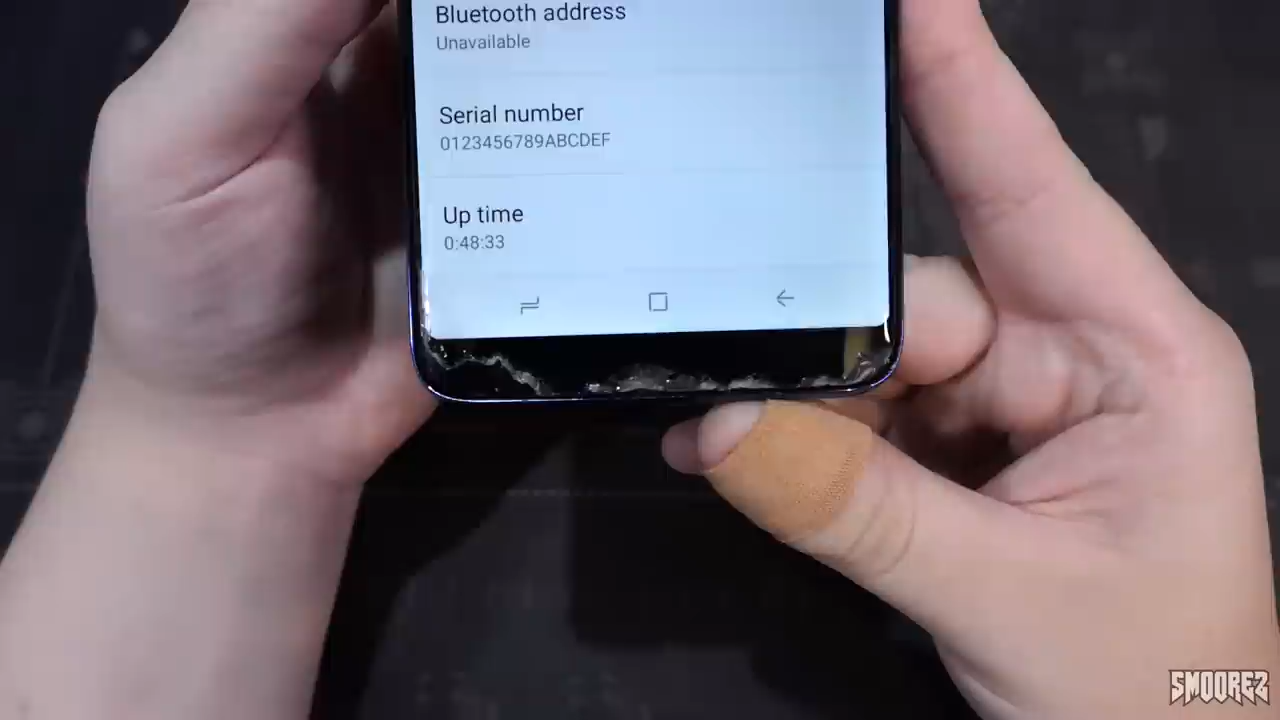 Bluetooth address
Unavailable
Serial number
0123456789ABCDEF
Up time
0:48:33
SMOOREZ